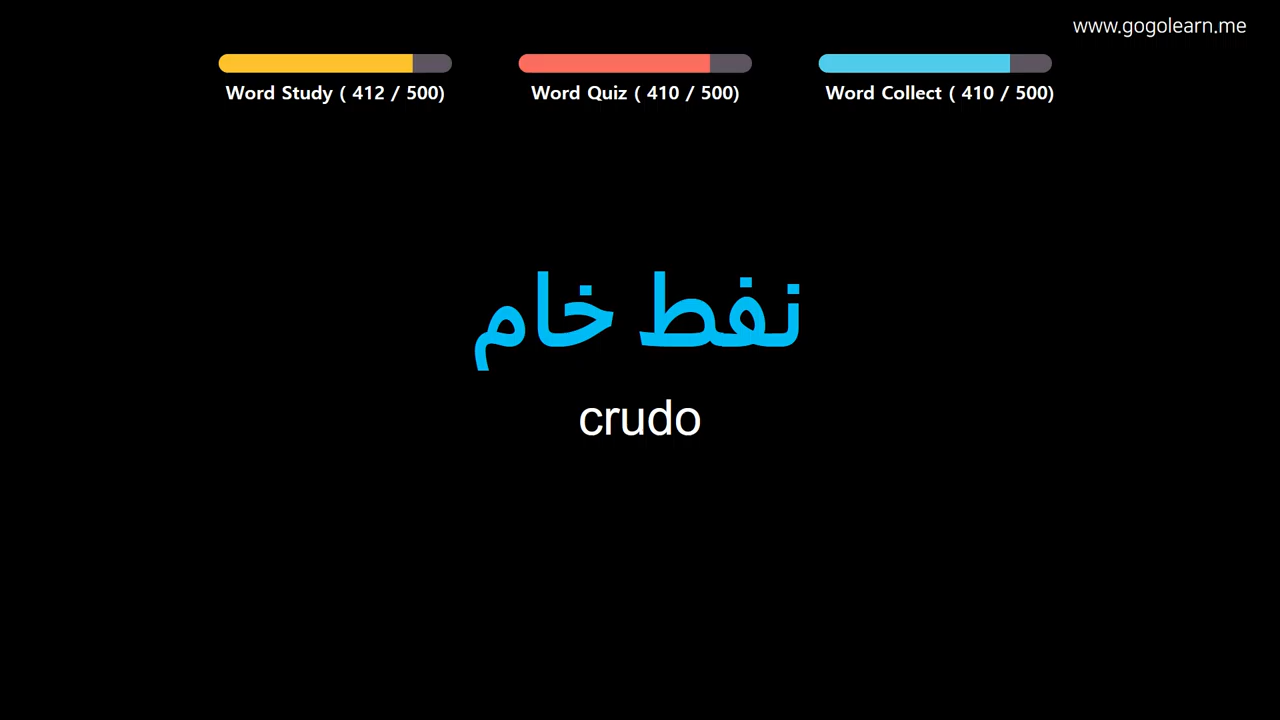 www.gogolearn.me
Word Study ( 412 / 500)
Word Quiz ( 410 / 500)
Word Collect ( 410 / 500)
نفط خام
crudo